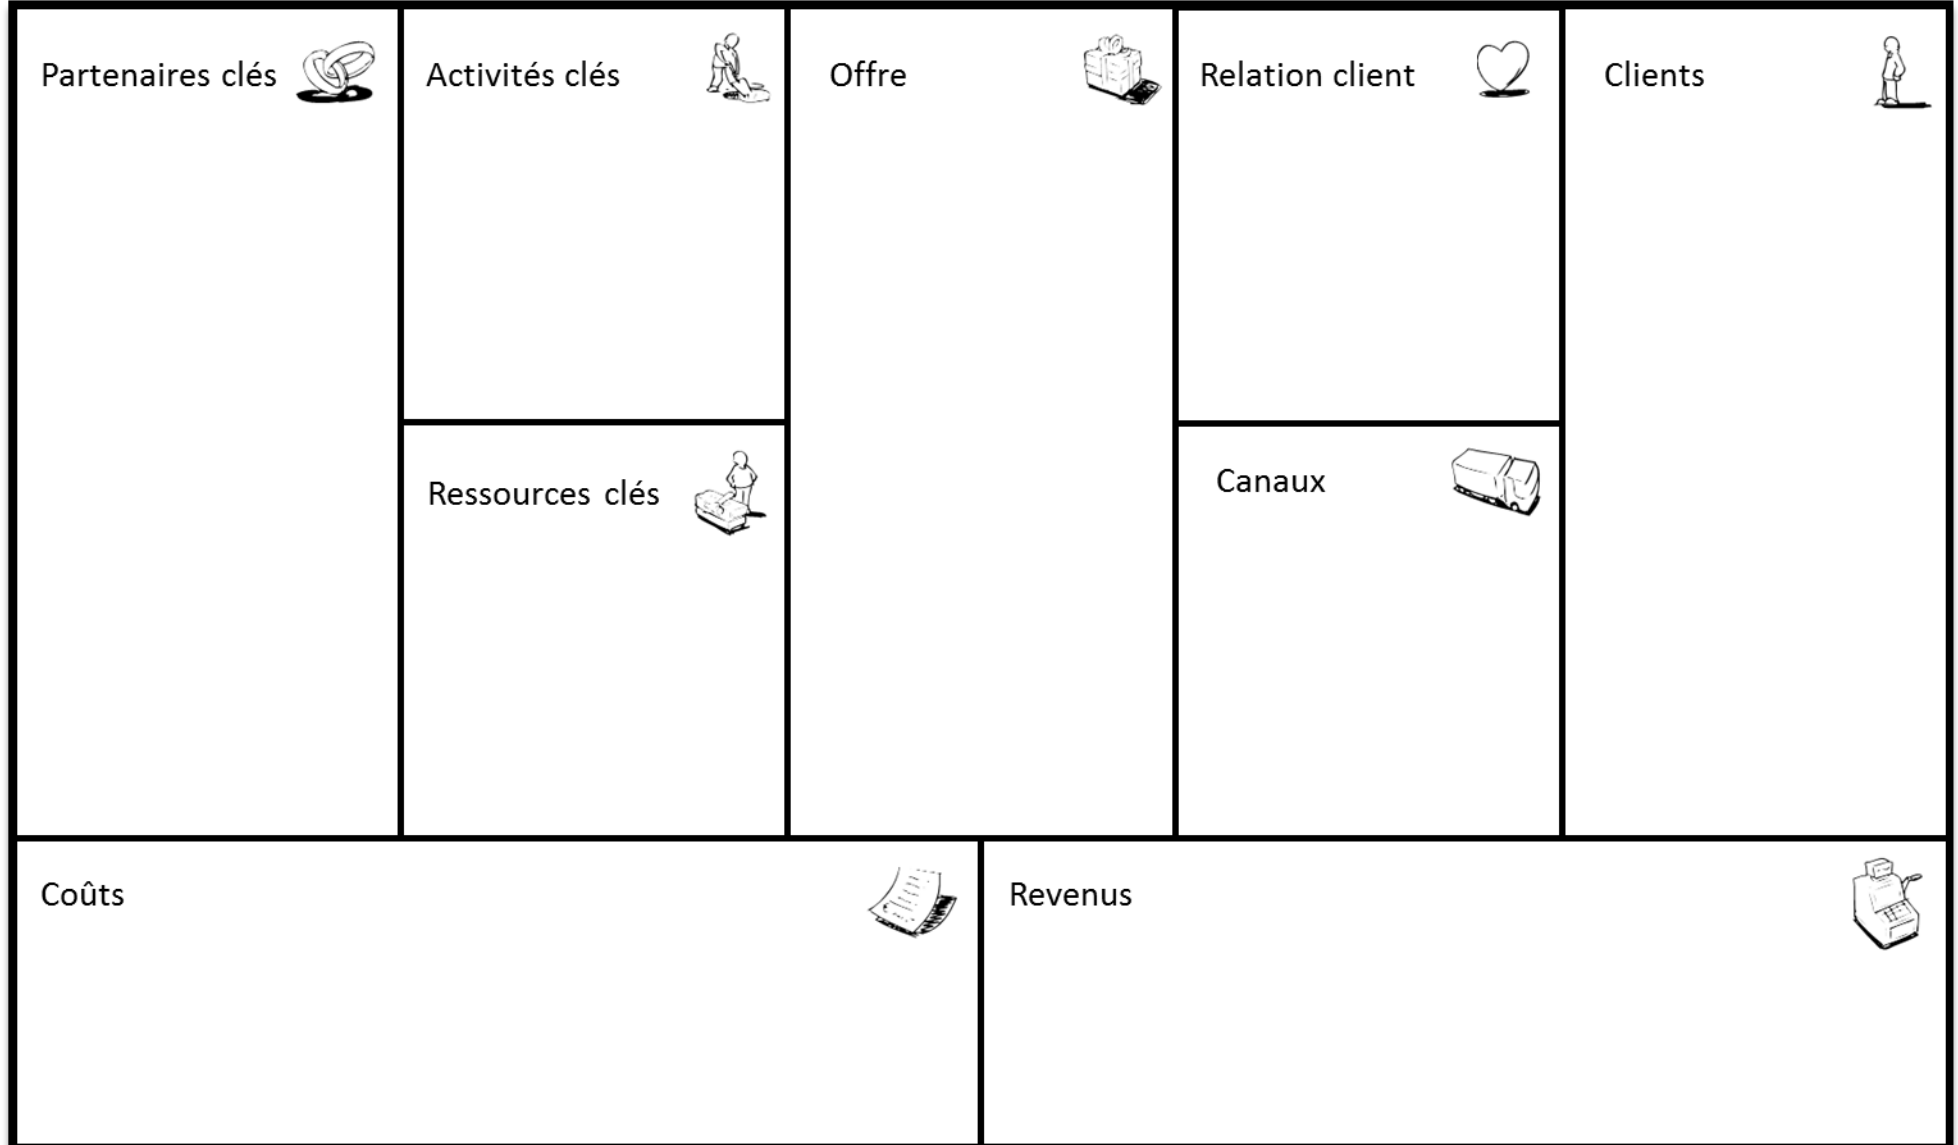 Partenaires clés
Activités clés
Offre
Relation client
Clients
Ressources clés
Canaux
Coûts
Revenus